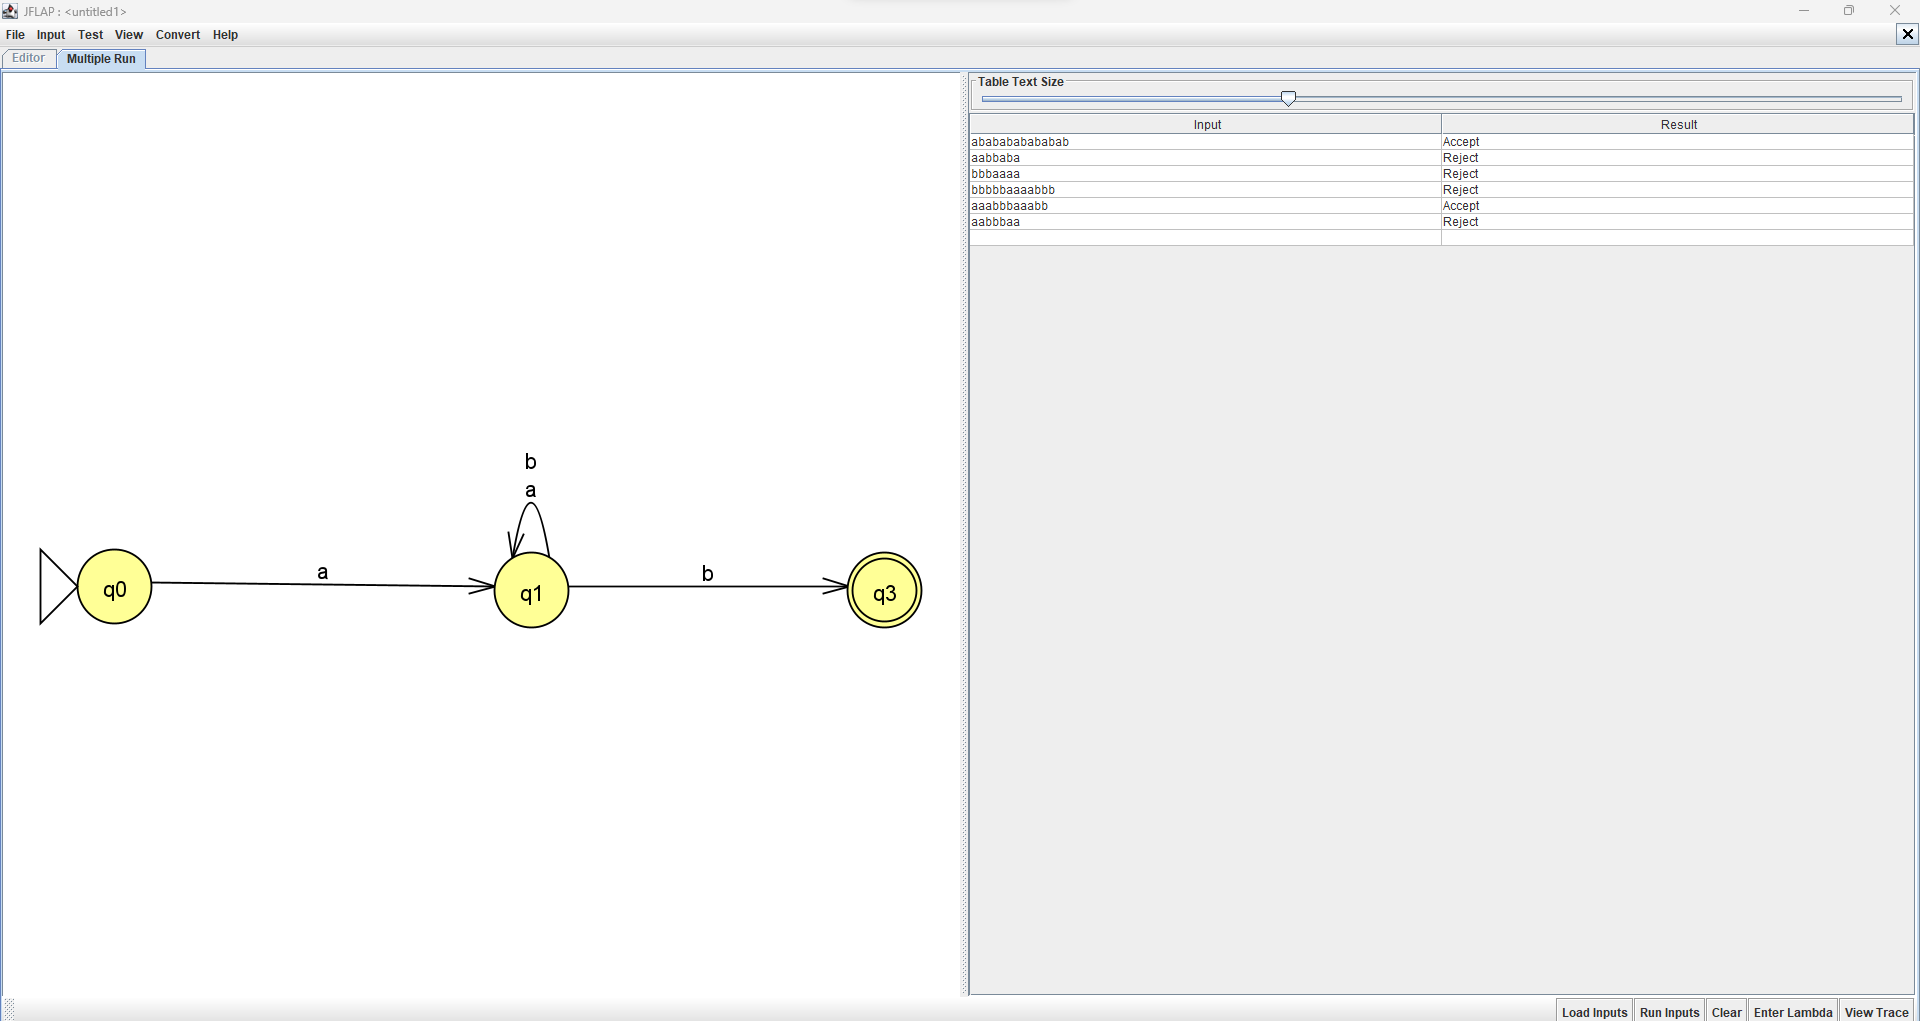 JFLAP : <untitled1>
File Input Test View Convert Help
Editor Multiple Run
b
a
q0
a
q1
b
q3
Table Text Size
Input Result
ababababababab Accept
aabbaba Reject
bbbaaaa Reject
bbbbbaaaabbb Reject
aaabbbaaabb Accept
aabbbaa Reject
Load Inputs Run Inputs Clear Enter Lambda View Trace